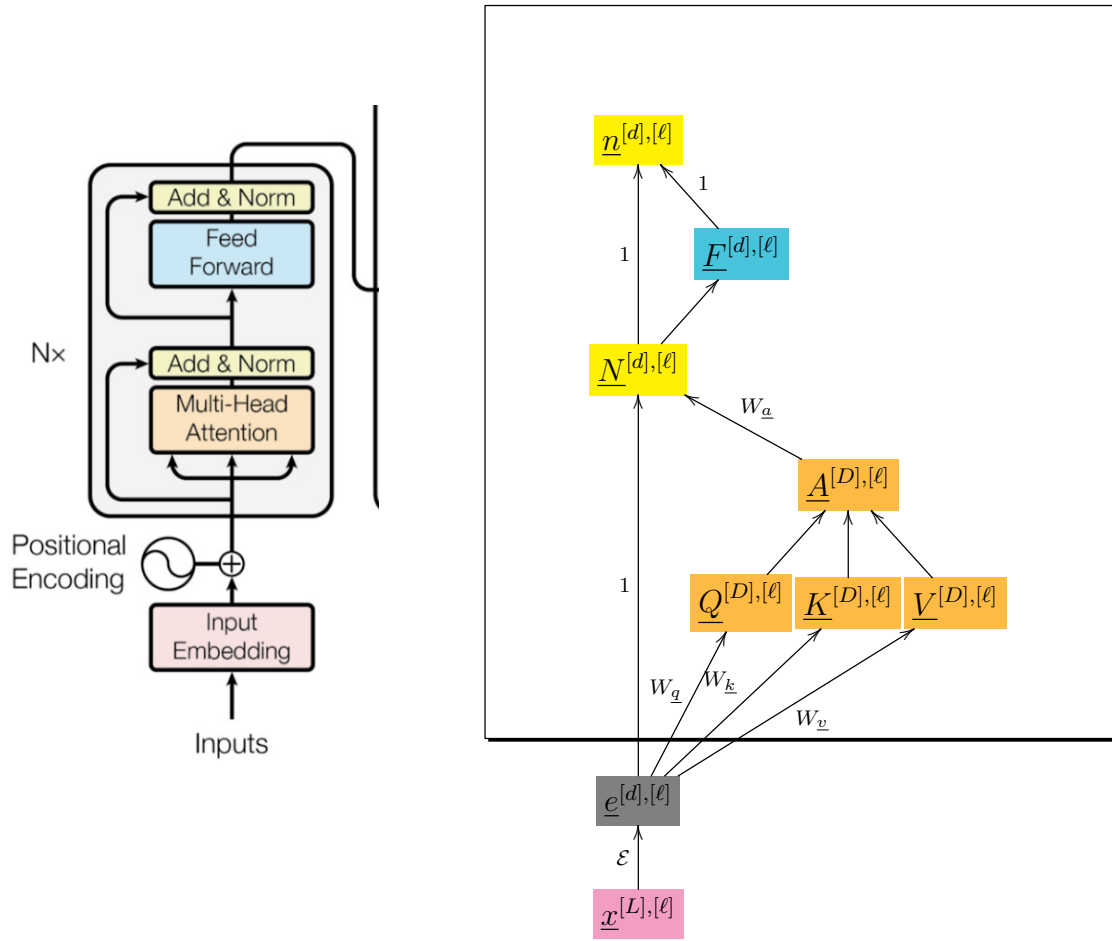 Add & Norm
Feed
Forward
N×
Add & Norm
Multi-Head
Attention
Positional
Encoding
Input
Embedding
Inputs
n^{[d],[ℓ]}
1
1
F^{[d],[ℓ]}
N^{[d],[ℓ]}
W_a
A^{[D],[ℓ]}
1
Q^{[D],[ℓ]} K^{[D],[ℓ]} V^{[D],[ℓ]}
W_q W_k W_v
e^{[d],[ℓ]}
ℰ
x^{[L],[ℓ]}